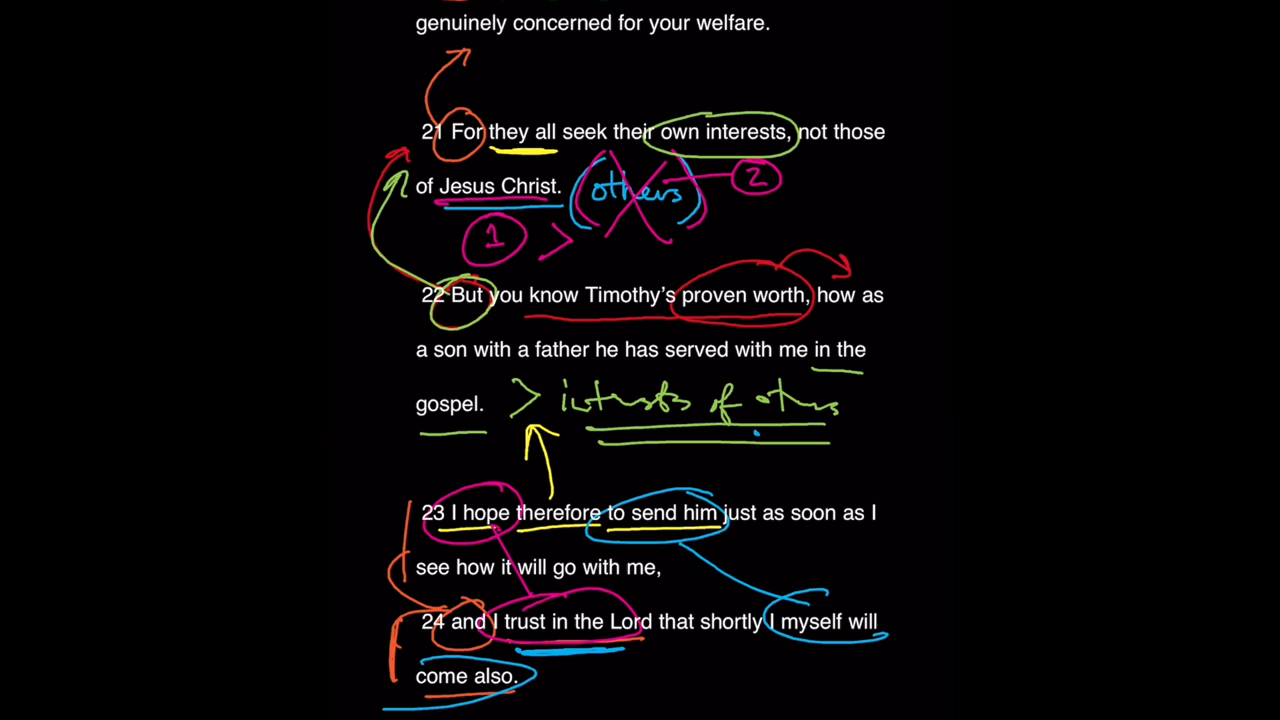 genuinely concerned for your welfare.
21 For they all seek their own interests, not those
of Jesus Christ. (others) 2
1 >
22 But you know Timothy's proven worth, how as
a son with a father he has served with me in the
gospel. > interests of others
23 I hope therefore to send him just as soon as I
see how it will go with me,
24 and I trust in the Lord that shortly I myself will
come also.